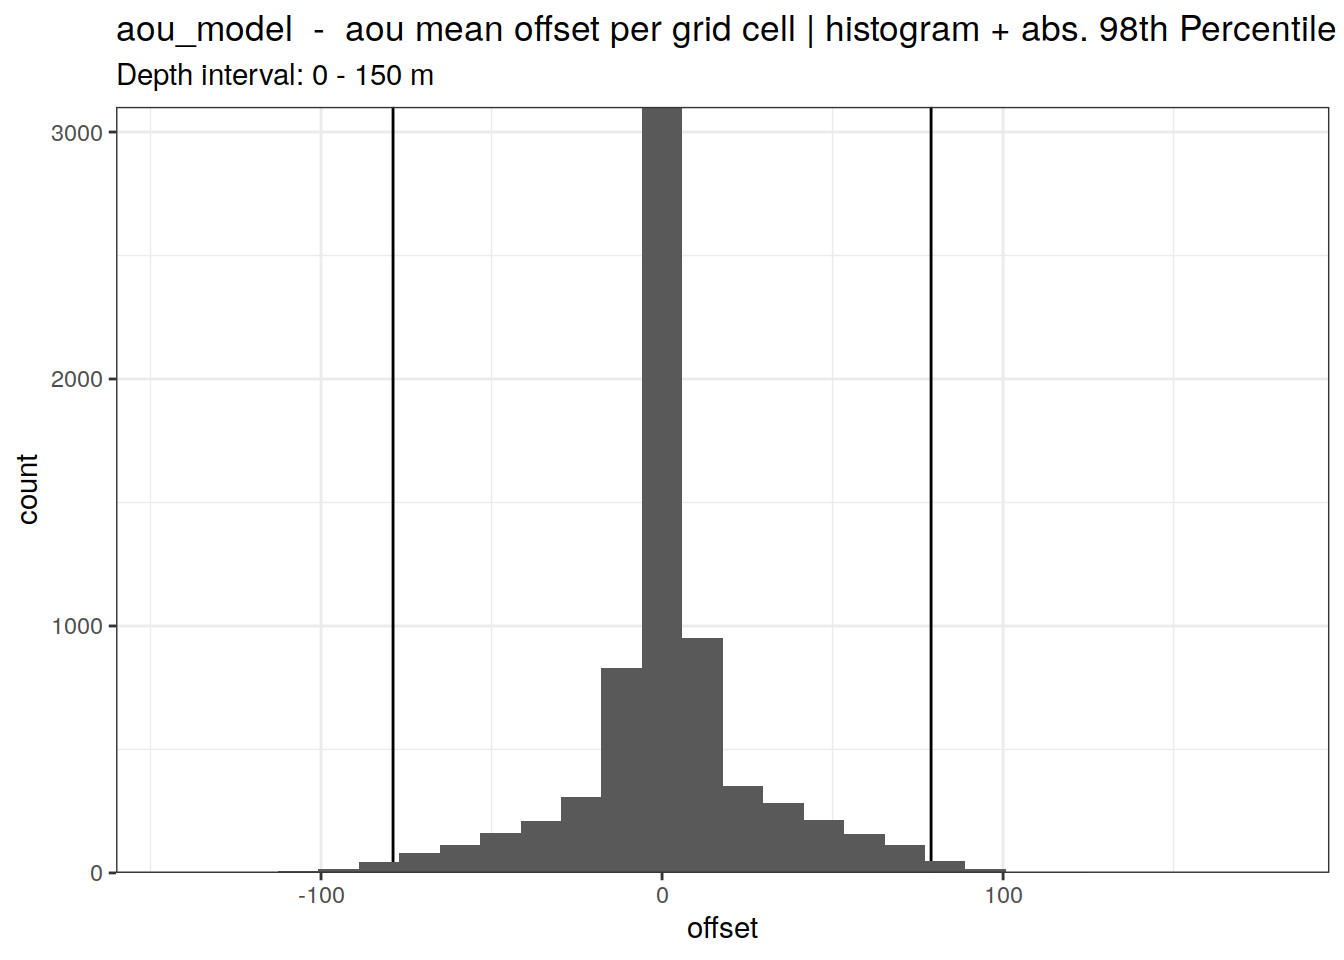 aou_model  -  aou mean offset per grid cell | histogram + abs. 98th Percentile
Depth interval: 0 - 150 m
3000
2000
1000
0
count
-100
0
100
offset